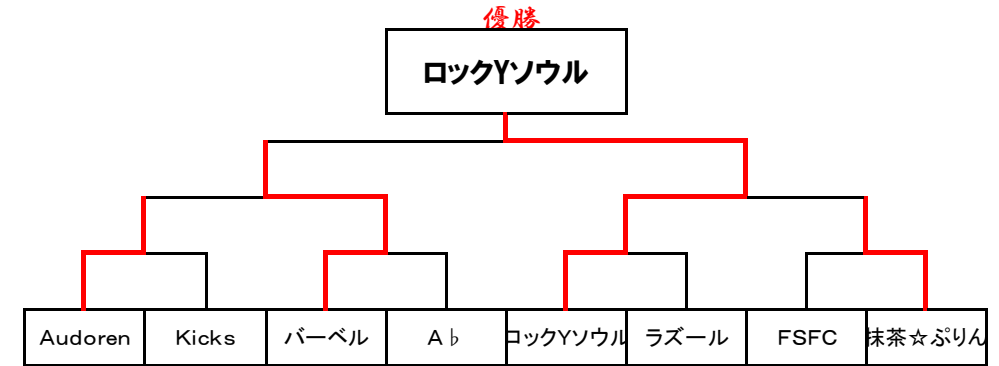 優勝
ロックYソウル
Audoren
Kicks
バーベル
A♭
ロックYソウル
ラズール
FSFC
抹茶☆ぷりん